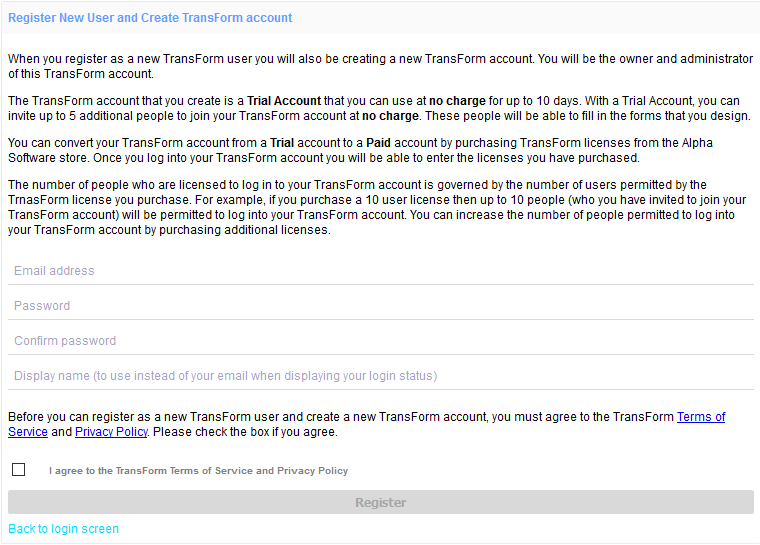 Register New User and Create TransForm account
When you register as a new TransForm user you will also be creating a new TransForm account. You will be the owner and administrator
of this TransForm account.
The TransForm account that you create is a Trial Account that you can use at no charge for up to 10 days. With a Trial Account, you can
invite up to 5 additional people to join your TransForm account at no charge. These people will be able to fill in the forms that you design.
You can convert your TransForm account from a Trial account to a Paid account by purchasing TransForm licenses from the Alpha
Software store. Once you log into your TransForm account you will be able to enter the licenses you have purchased.
The number of people who are licensed to log in to your TransForm account is governed by the number of users permitted by the
TrnasForm license you purchase. For example, if you purchase a 10 user license then up to 10 people (who you have invited to join your
TransForm account) will be permitted to log into your TransForm account. You can increase the number of people permitted to log into
your TransForm account by purchasing additional licenses.
Email address
Password
Confirm password
Display name (to use instead of your email when displaying your login status)
Before you can register as a new TransForm user and create a new TransForm account, you must agree to the TransForm Terms of
Service and Privacy Policy. Please check the box if you agree.
I agree to the TransForm Terms of Service and Privacy Policy
Register
Back to login screen